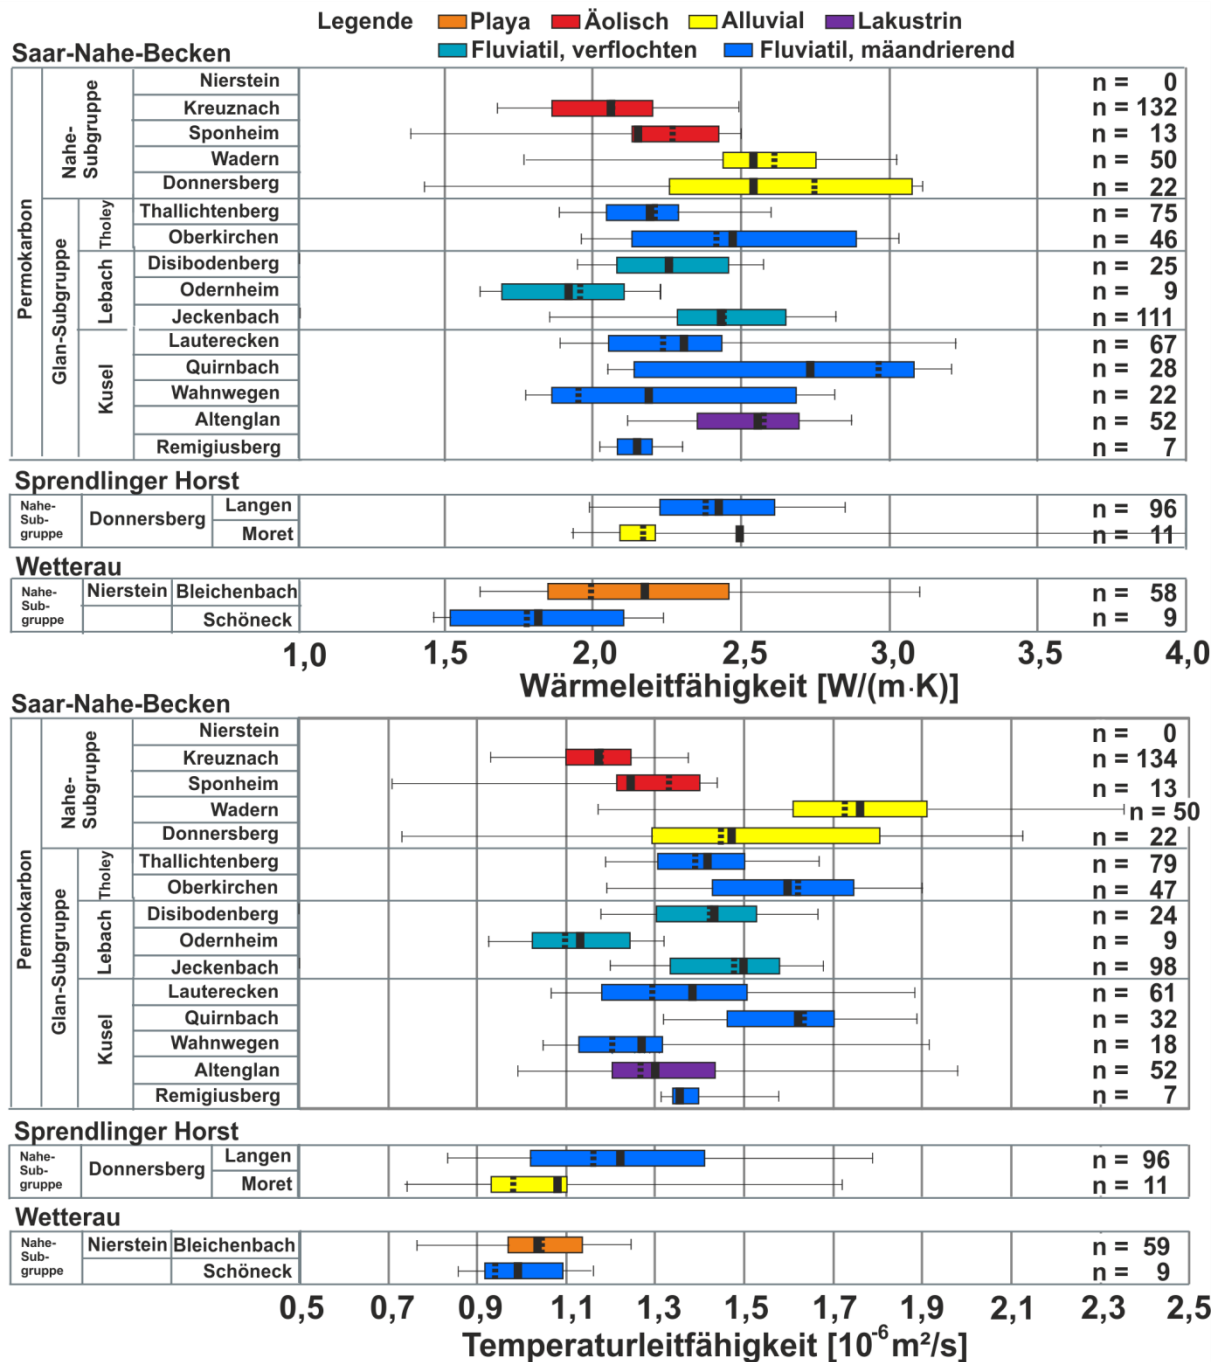 Legende Playa Äolisch Alluvial Lakustrin
Fluviatil, verflochten Fluviatil, mäandrierend
Saar-Nahe-Becken
Permokarbon
Nahe-
Subgruppe
Glan-Subgruppe
Tholey
Lebach
Kusel
Nierstein n = 0
Kreuznach n = 132
Sponheim n = 13
Wadern n = 50
Donnersberg n = 22
Thallichtenberg n = 75
Oberkirchen n = 46
Disibodenberg n = 25
Odernheim n = 9
Jeckenbach n = 111
Lauterecken n = 67
Quirnbach n = 28
Wahnwegen n = 22
Altenglan n = 52
Remigiusberg n = 7
Sprendlinger Horst
Nahe-
Sub-
gruppe
Donnersberg
Langen n = 96
Moret n = 11
Wetterau
Nahe-
Sub-
gruppe
Nierstein Bleichenbach n = 58
Schöneck n = 9
1,0 1,5 2,0 2,5 3,0 3,5 4,0
Wärmeleitfähigkeit [W/(m·K)]
Saar-Nahe-Becken
Permokarbon
Nahe-
Subgruppe
Glan-Subgruppe
Tholey
Lebach
Kusel
Nierstein n = 0
Kreuznach n = 134
Sponheim n = 13
Wadern n = 50
Donnersberg n = 22
Thallichtenberg n = 79
Oberkirchen n = 47
Disibodenberg n = 24
Odernheim n = 9
Jeckenbach n = 98
Lauterecken n = 61
Quirnbach n = 32
Wahnwegen n = 18
Altenglan n = 52
Remigiusberg n = 7
Sprendlinger Horst
Nahe-
Sub-
gruppe
Donnersberg
Langen n = 96
Moret n = 11
Wetterau
Nahe-
Sub-
gruppe
Nierstein Bleichenbach n = 59
Schöneck n = 9
0,5 0,7 0,9 1,1 1,3 1,5 1,7 1,9 2,1 2,3 2,5
Temperaturleitfähigkeit [10⁻⁶ m²/s]